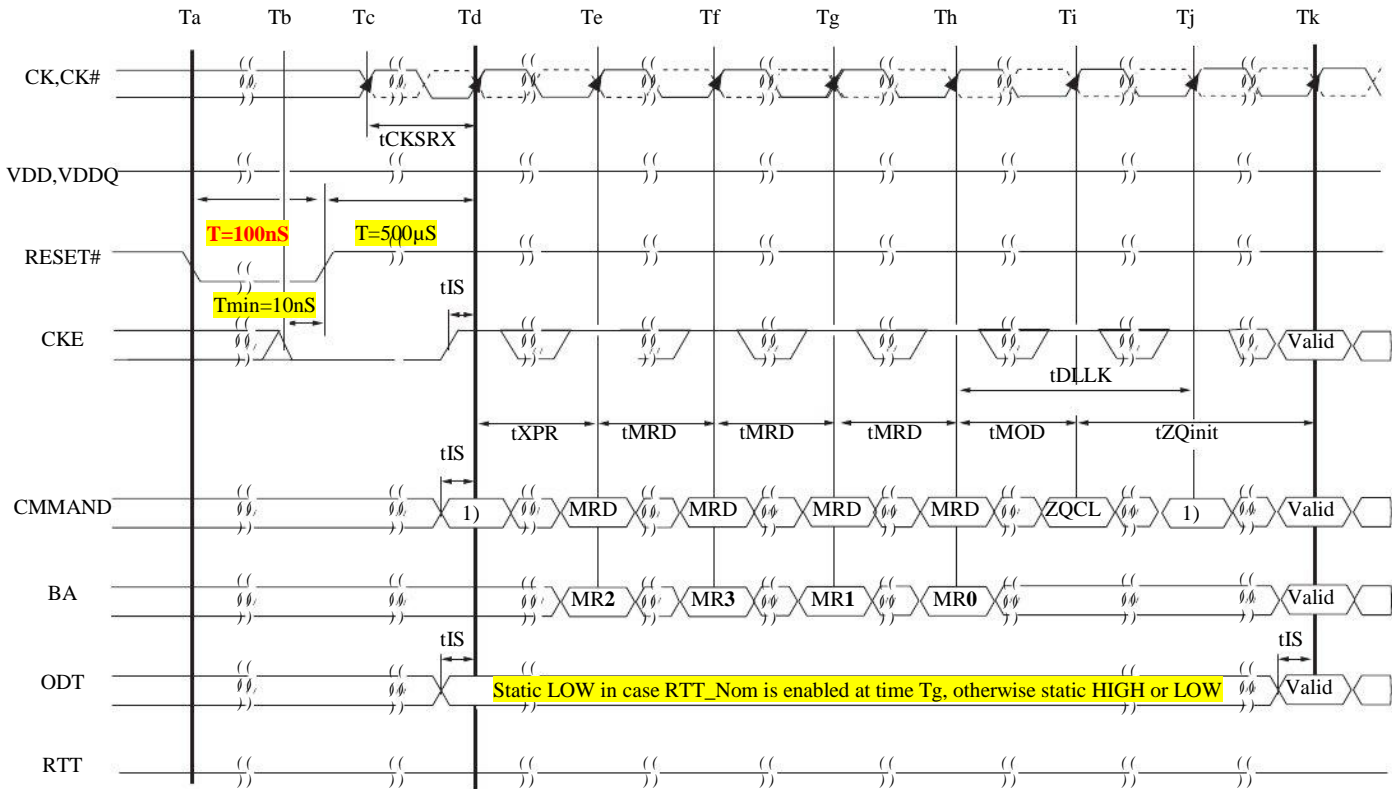 Ta Tb Tc Td Te Tf Tg Th Ti Tj Tk
CK,CK#
tCKSRX
VDD,VDDQ
T=100nS T=500µS
RESET#
Tmin=10nS tIS
CKE Valid
tDLLK
tXPR tMRD tMRD tMRD tMOD tZQinit
tIS
CMMAND 1) MRD MRD MRD MRD ZQCL 1) Valid
BA MR2 MR3 MR1 MR0 Valid
tIS tIS
ODT Static LOW in case RTT_Nom is enabled at time Tg, otherwise static HIGH or LOW Valid
RTT